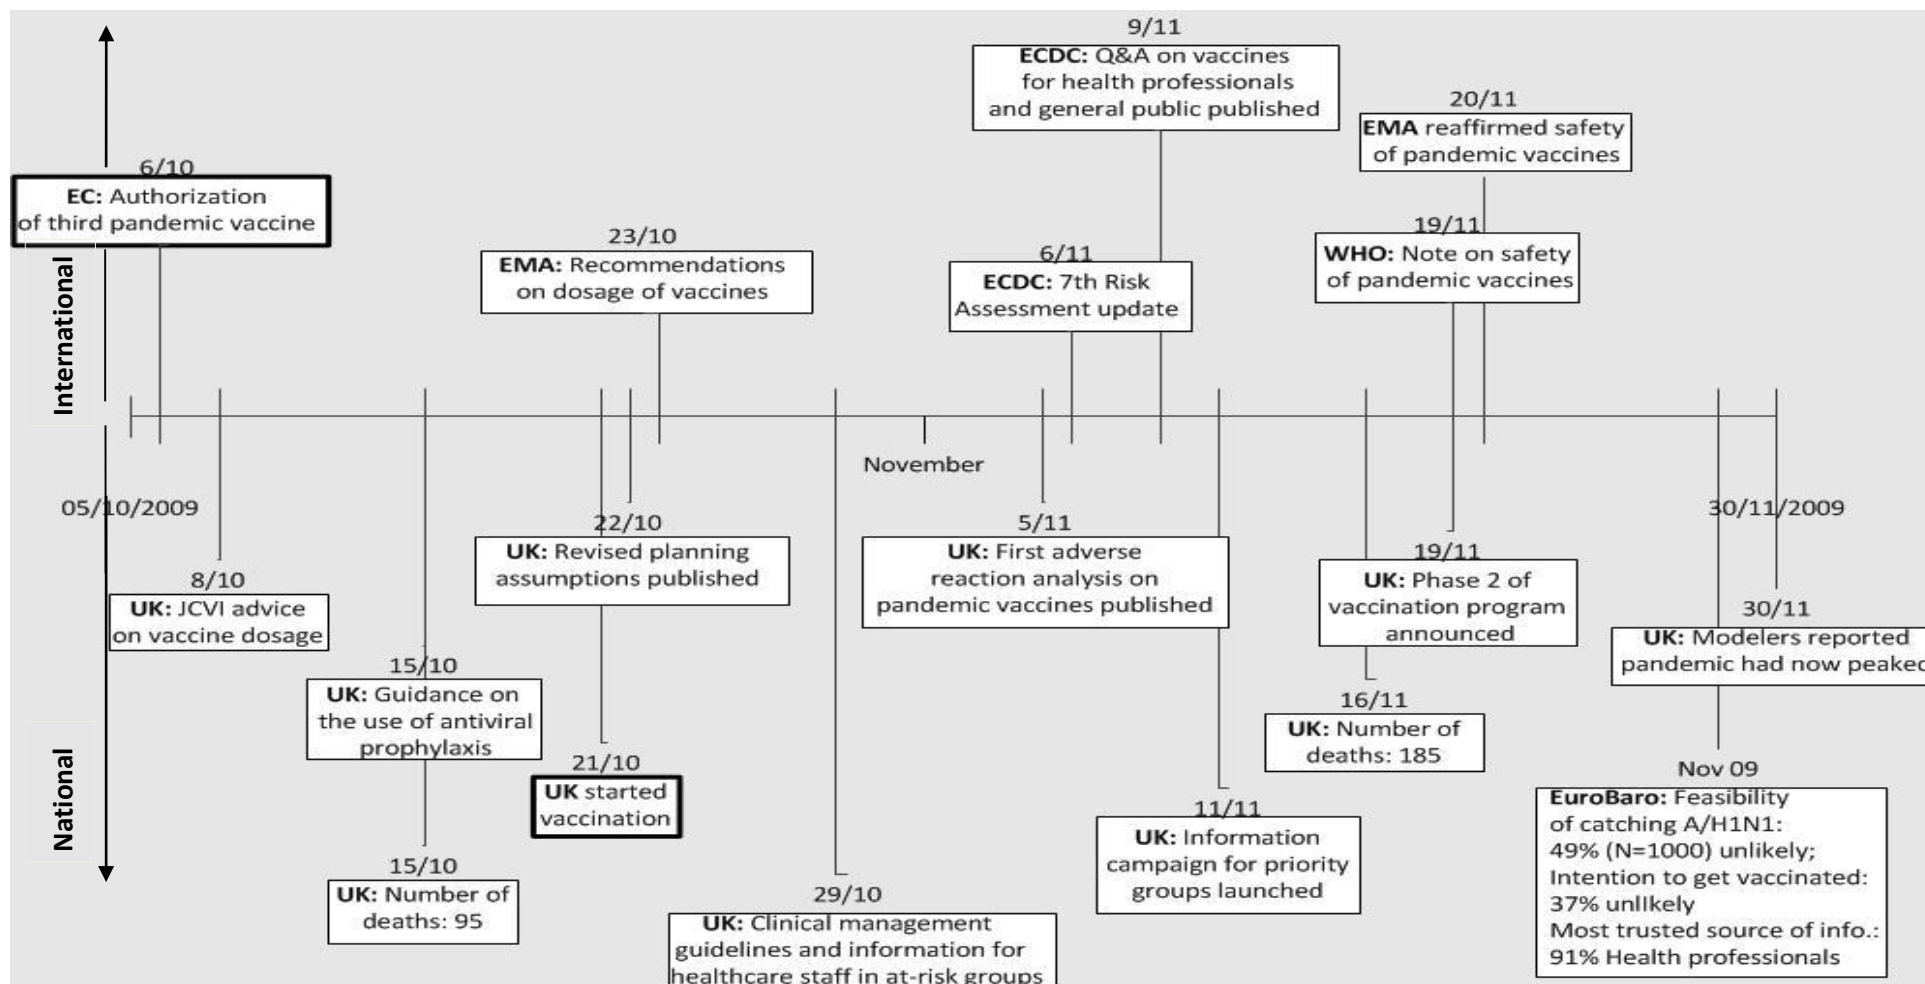 9/11
ECDC: Q&A on vaccines
for health professionals
and general public published
20/11
EMA reaffirmed safety
of pandemic vaccines
6/10
EC: Authorization
of third pandemic vaccine
23/10
EMA: Recommendations
on dosage of vaccines
6/11
ECDC: 7th Risk
Assessment update
19/11
WHO: Note on safety
of pandemic vaccines
International
November
05/10/2009
30/11/2009
8/10
UK: JCVI advice
on vaccine dosage
22/10
UK: Revised planning
assumptions published
5/11
UK: First adverse
reaction analysis on
pandemic vaccines published
19/11
UK: Phase 2 of
vaccination program
announced
30/11
UK: Modelers reported
pandemic had now peaked
15/10
UK: Guidance on
the use of antiviral
prophylaxis
16/11
UK: Number of
deaths: 185
National
21/10
UK started
vaccination
11/11
UK: Information
campaign for priority
groups launched
Nov 09
EuroBaro: Feasibility
of catching A/H1N1:
49% (N=1000) unlikely;
Intention to get vaccinated:
37% unlIkely
Most trusted source of info.:
91% Health professionals
15/10
UK: Number of
deaths: 95
29/10
UK: Clinical management
guidelines and information for
healthcare staff in at-risk groups